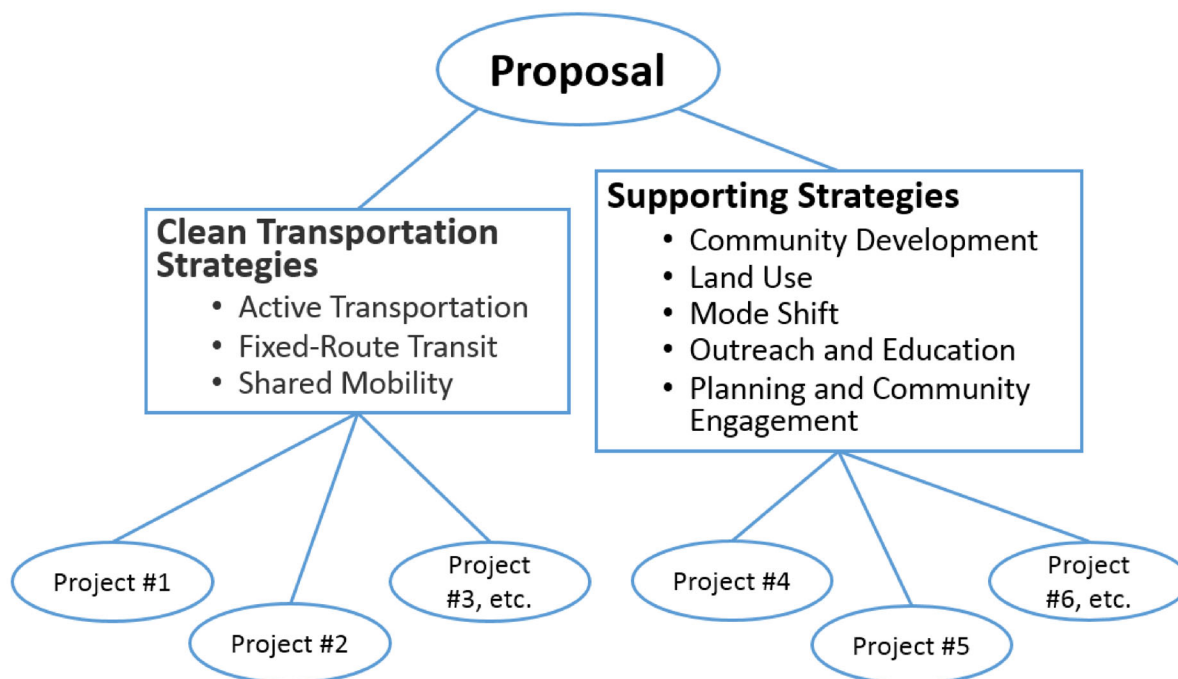 Proposal
Clean Transportation
Strategies
• Active Transportation
• Fixed-Route Transit
• Shared Mobility
Supporting Strategies
• Community Development
• Land Use
• Mode Shift
• Outreach and Education
• Planning and Community
Engagement
Project #1
Project #2
Project
#3, etc.
Project #4
Project #5
Project
#6, etc.